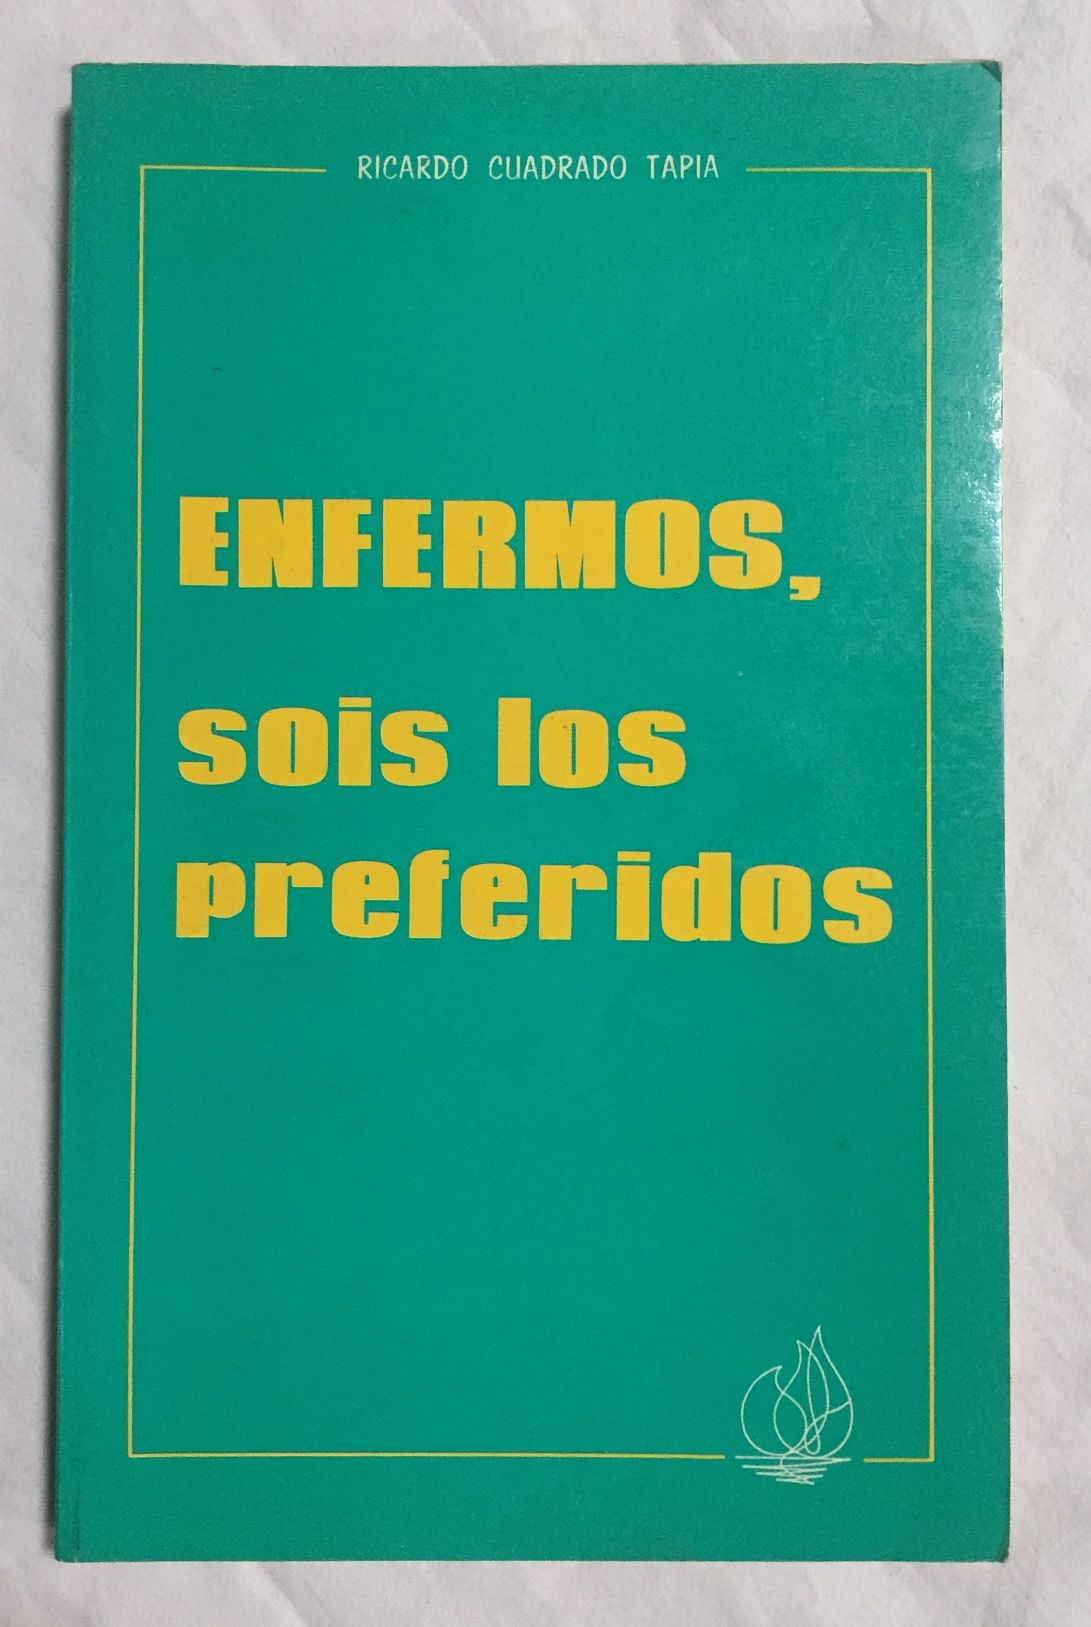 RICARDO CUADRADO TAPIA
ENFERMOS,
sois los
preferidos